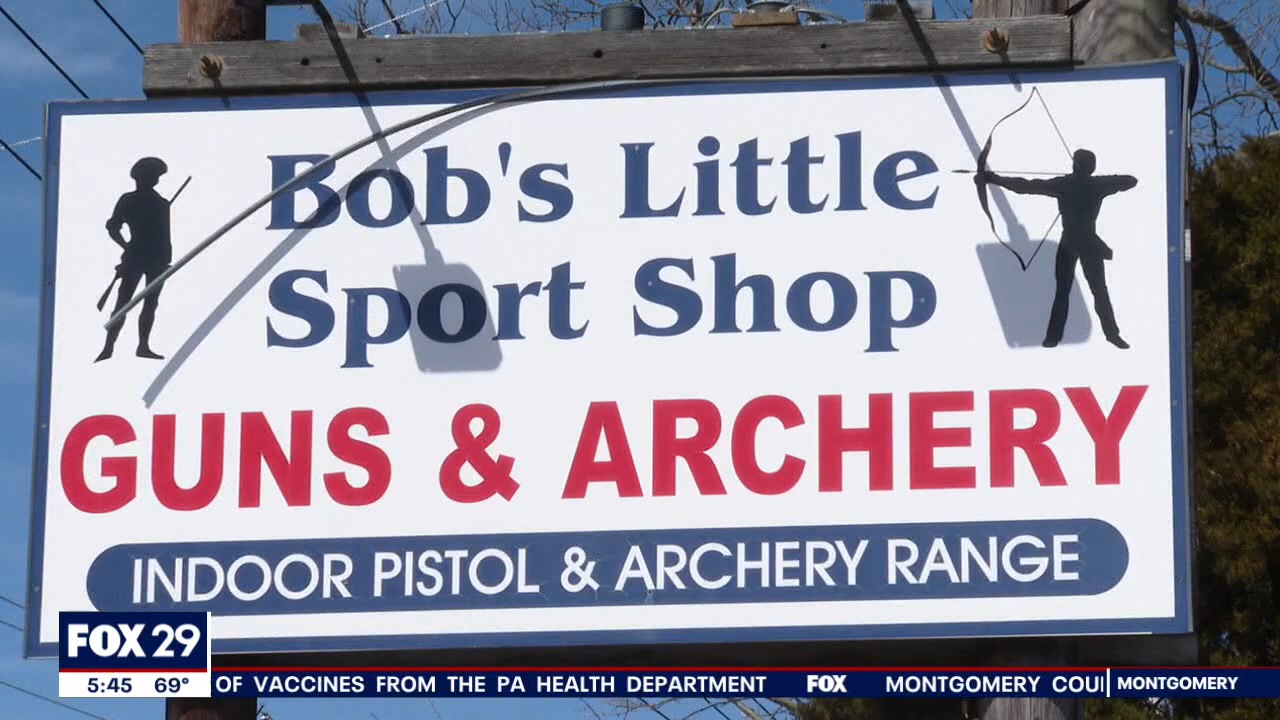 Bob's Little
Sport Shop
GUNS & ARCHERY
INDOOR PISTOL & ARCHERY RANGE
FOX 29
5:45 69°
OF VACCINES FROM THE PA HEALTH DEPARTMENT FOX MONTGOMERY COU MONTGOMERY